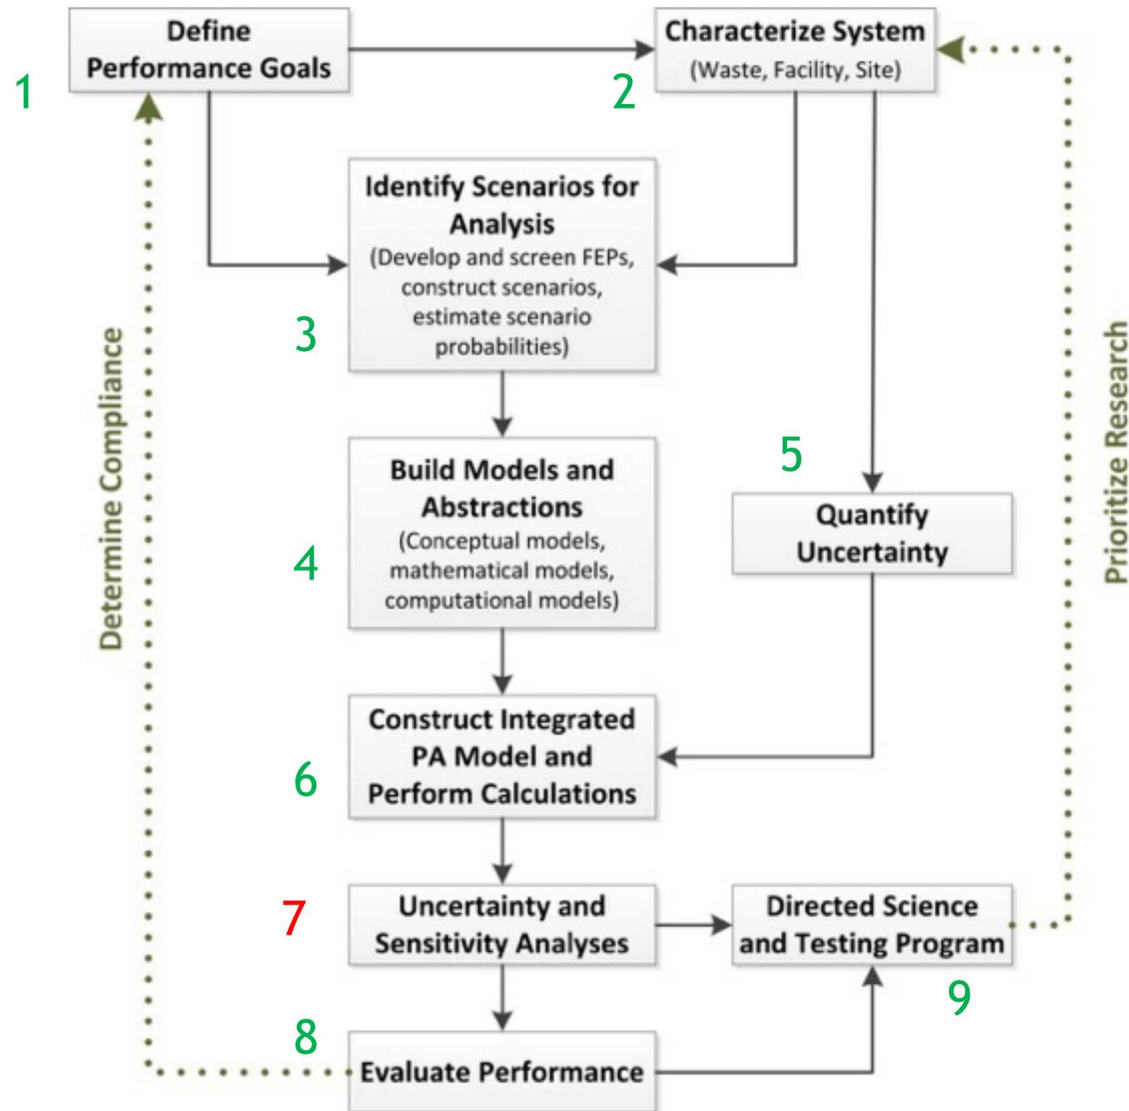 Define
Performance Goals
1
Characterize System
(Waste, Facility, Site)
2
Identify Scenarios for
Analysis
(Develop and screen FEPs,
construct scenarios,
estimate scenario
probabilities)
3
Build Models and
Abstractions
(Conceptual models,
mathematical models,
computational models)
4
5
Quantify
Uncertainty
Construct Integrated
PA Model and
Perform Calculations
6
7
Uncertainty and
Sensitivity Analyses
Directed Science
and Testing Program
9
8
Evaluate Performance
Determine Compliance
Prioritize Research